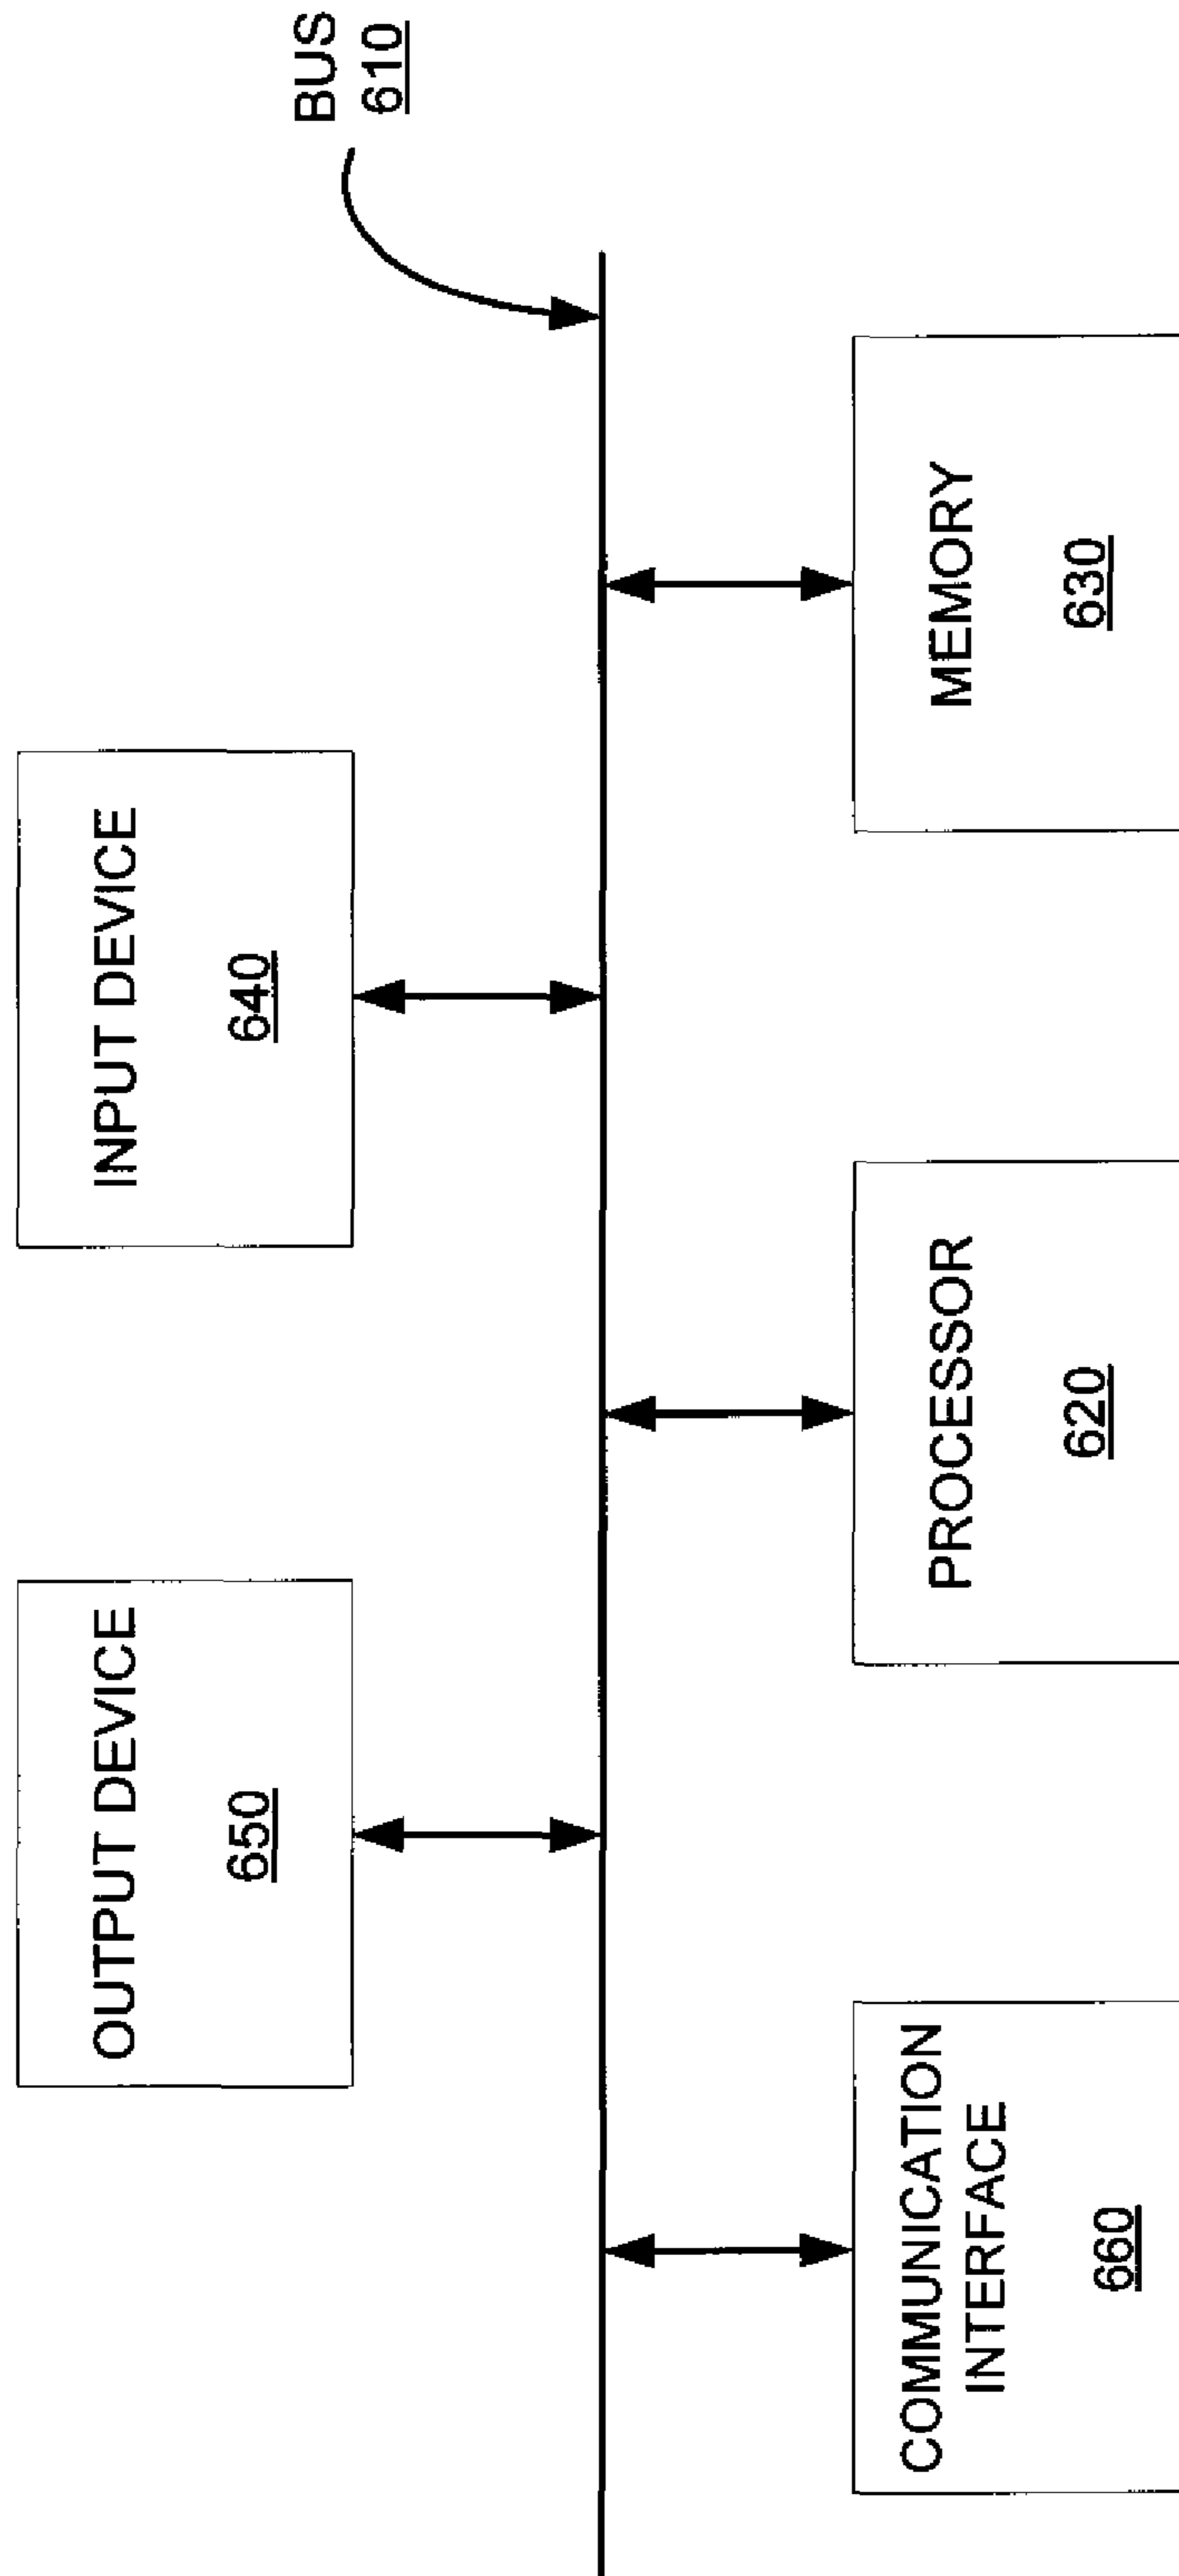 OUTPUT DEVICE
650
INPUT DEVICE
640
BUS
610
COMMUNICATION
INTERFACE
660
PROCESSOR
620
MEMORY
630